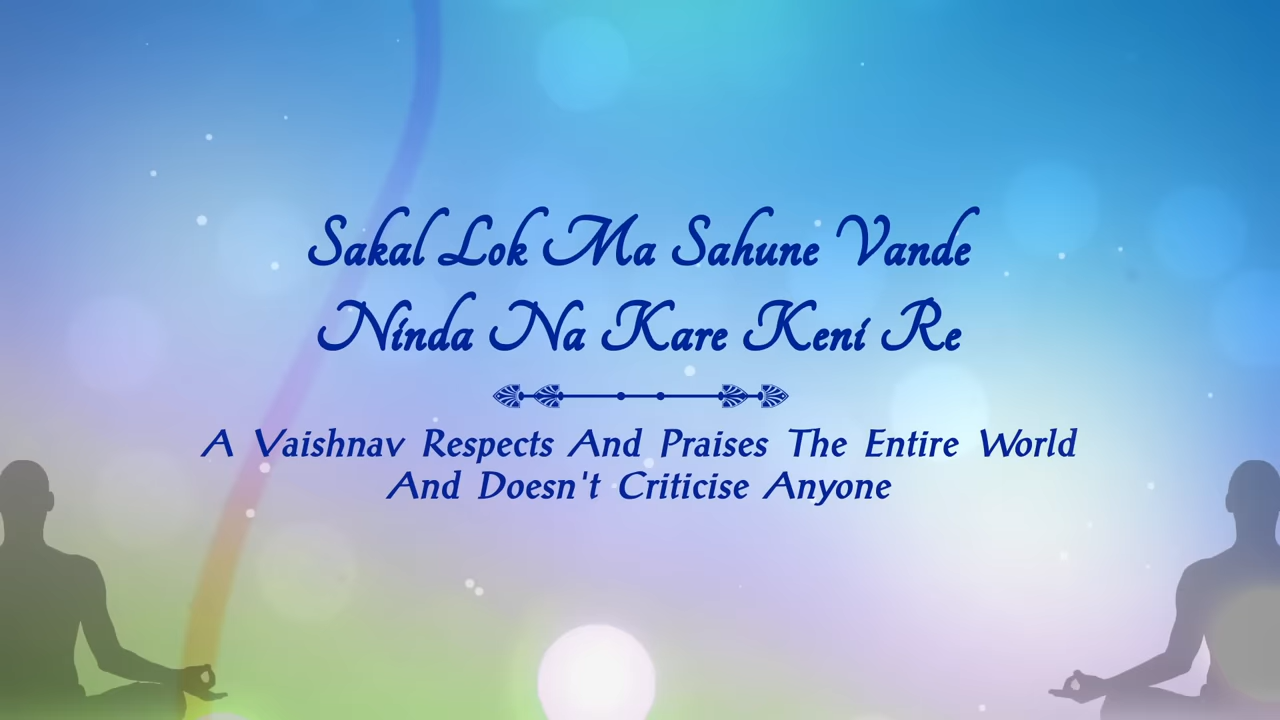 Sakal Lok Ma Sahune Vande
Ninda Na Kare Keni Re
A Vaishnav Respects And Praises The Entire World
And Doesn't Criticise Anyone